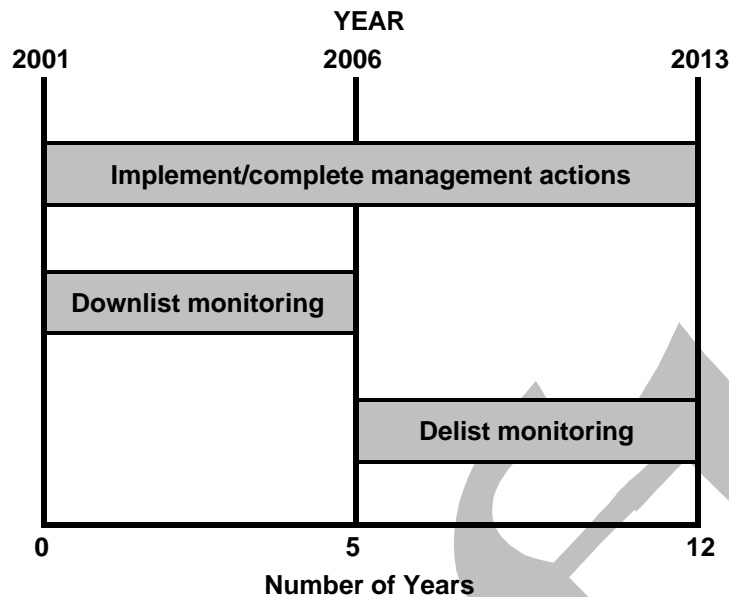 YEAR
2001 2006 2013
Implement/complete management actions
Downlist monitoring
Delist monitoring
0 5 12
Number of Years